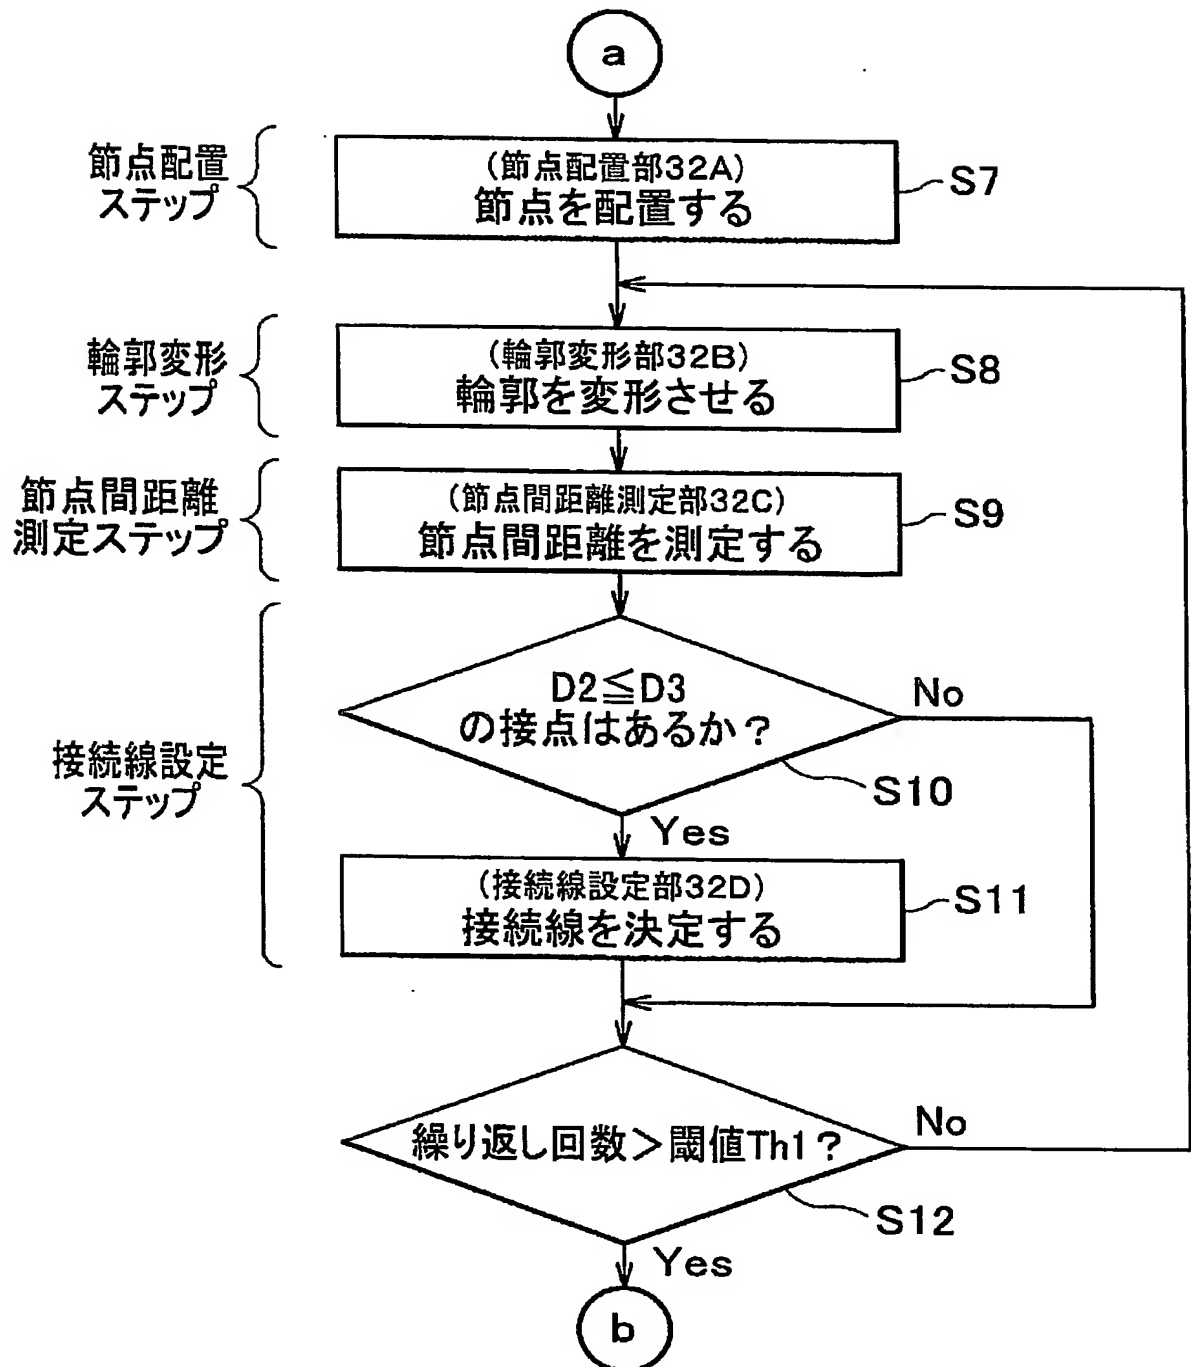 a
節点配置
ステップ
(節点配置部32A)
節点を配置する
S7
輪郭変形
ステップ
(輪郭変形部32B)
輪郭を変形させる
S8
節点間距離
測定ステップ
(節点間距離測定部32C)
節点間距離を測定する
S9
接続線設定
ステップ
D2≦D3
の接点はあるか?
No
S10
Yes
(接続線設定部32D)
接続線を決定する
S11
繰り返し回数>閾値Th1?
No
S12
Yes
b